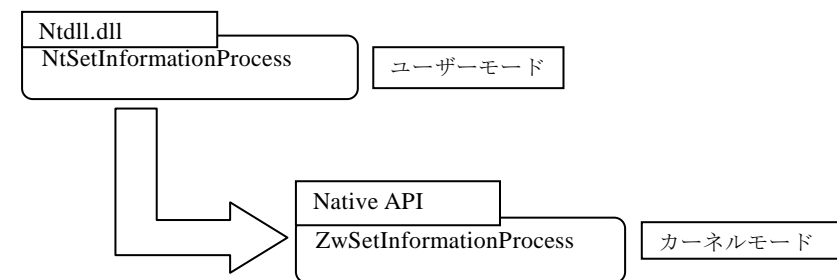 Ntdll.dll
NtSetInformationProcess
ユーザーモード
Native API
ZwSetInformationProcess
カーネルモード